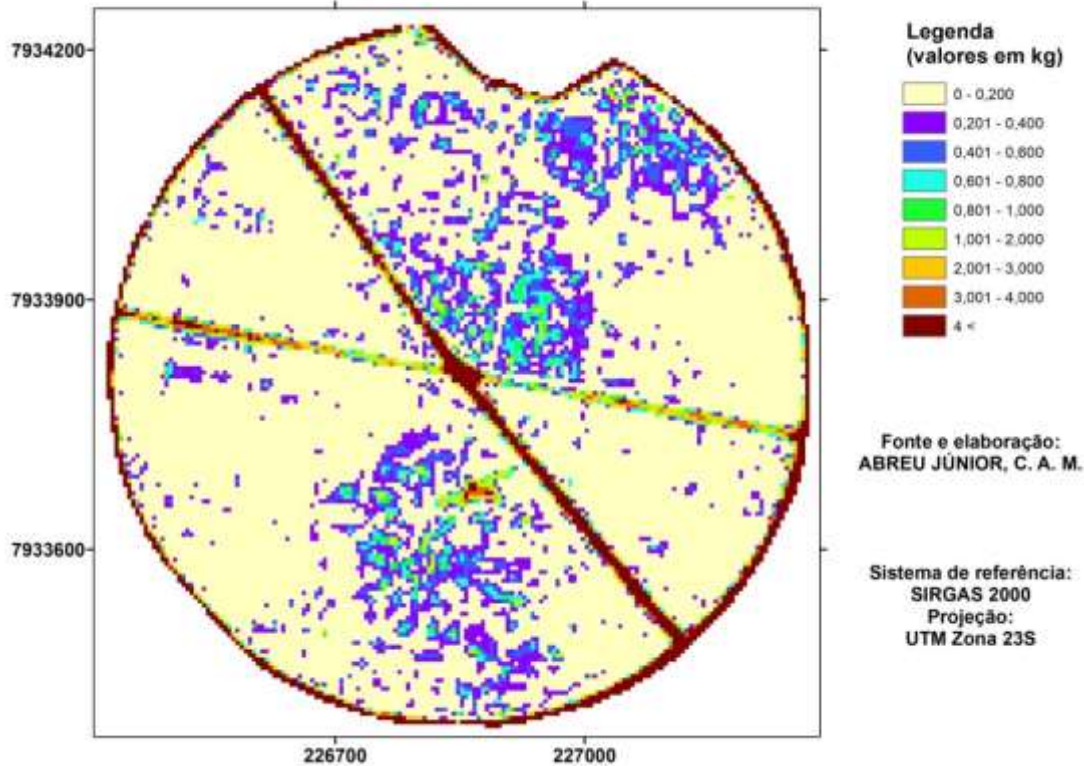 7934200
7933900
7933600
226700
227000
Legenda
(valores em kg)
0 - 0,200
0,201 - 0,400
0,401 - 0,600
0,601 - 0,800
0,801 - 1,000
1,001 - 2,000
2,001 - 3,000
3,001 - 4,000
4 <
Fonte e elaboração:
ABREU JÚNIOR, C. A. M.
Sistema de referência:
SIRGAS 2000
Projeção:
UTM Zona 23S